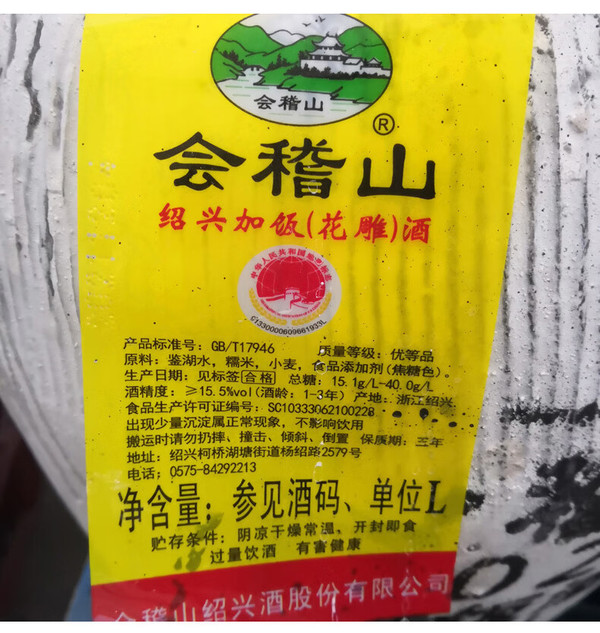 会稽山
®
会稽山
绍兴加饭(花雕)酒
产品标准号：GB/T17946 质量等级：优等品
原料：鉴湖水，糯米，小麦，食品添加剂(焦糖色)。
生产日期：见标签 合格 总糖：15.1g/L-40.0g/L
酒精度：≥15.5%vol(酒龄：1-3年) 产地：浙江绍兴
食品生产许可证编号：SC10333062100228
出现少量沉淀属正常现象，不影响饮用
搬运时请勿扔摔、撞击、倾斜、倒置 保质期：三年
地址：绍兴柯桥湖塘街道杨绍路2579号
电话；0575-84292213
净含量：参见酒码、单位L
贮存条件：阴凉干燥常温、开封即食
过量饮酒 有害健康
会稽山绍兴酒股份有限公司